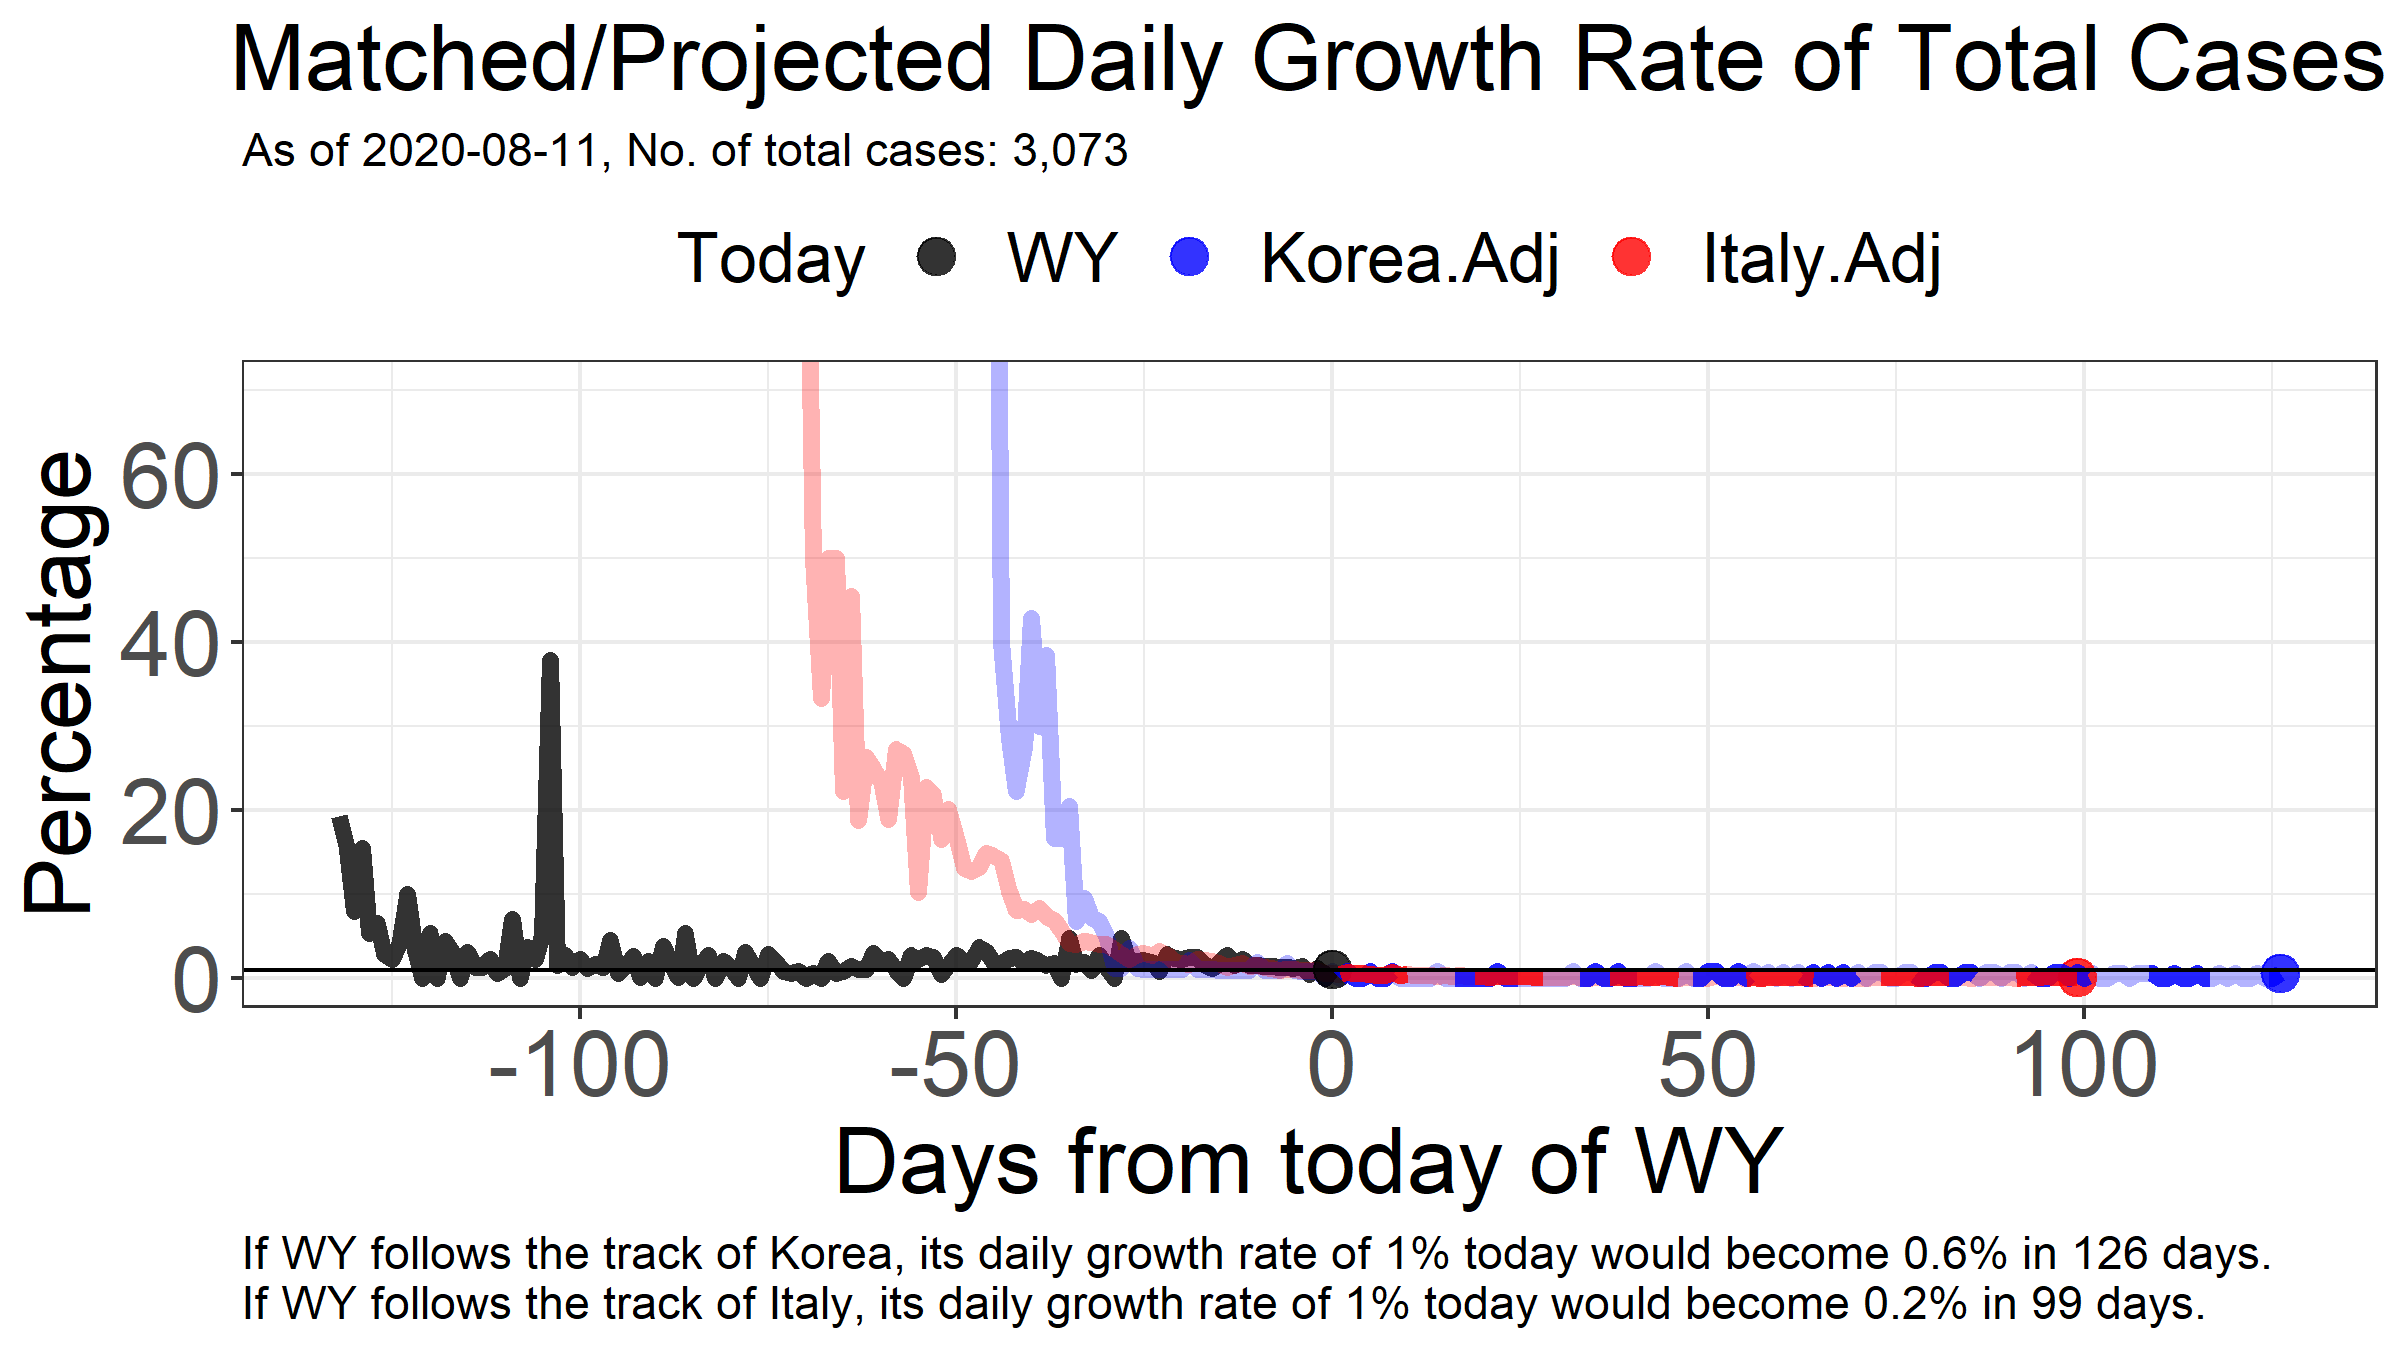 Matched/Projected Daily Growth Rate of Total Cases
As of 2020-08-11, No. of total cases: 3,073
Today WY Korea.Adj Italy.Adj
Percentage
60
40
20
0
-100 -50 0 50 100
Days from today of WY
If WY follows the track of Korea, its daily growth rate of 1% today would become 0.6% in 126 days.
If WY follows the track of Italy, its daily growth rate of 1% today would become 0.2% in 99 days.